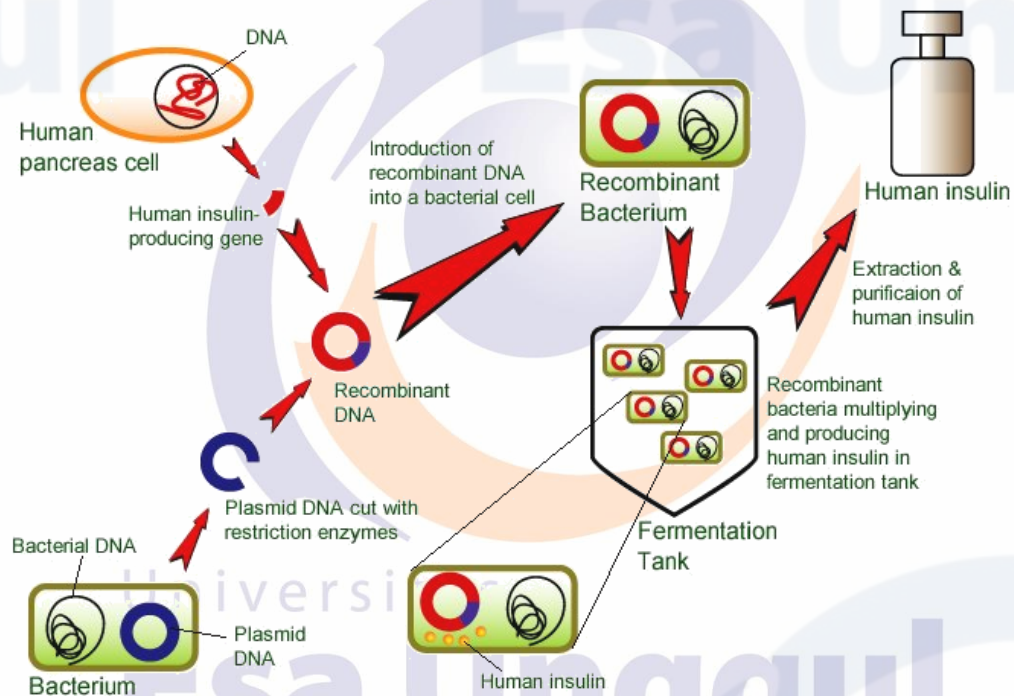 DNA
Human
pancreas cell
Human insulin-
producing gene
Introduction of
recombinant DNA
into a bacterial cell
Recombinant
Bacterium
Human insulin
Extraction &
purificaion of
human insulin
Recombinant
DNA
Recombinant
bacteria multiplying
and producing
human insulin in
fermentation tank
Plasmid DNA cut with
restriction enzymes
Fermentation
Tank
Bacterial DNA
Plasmid
DNA
Bacterium
Human insulin
Esa Unggul